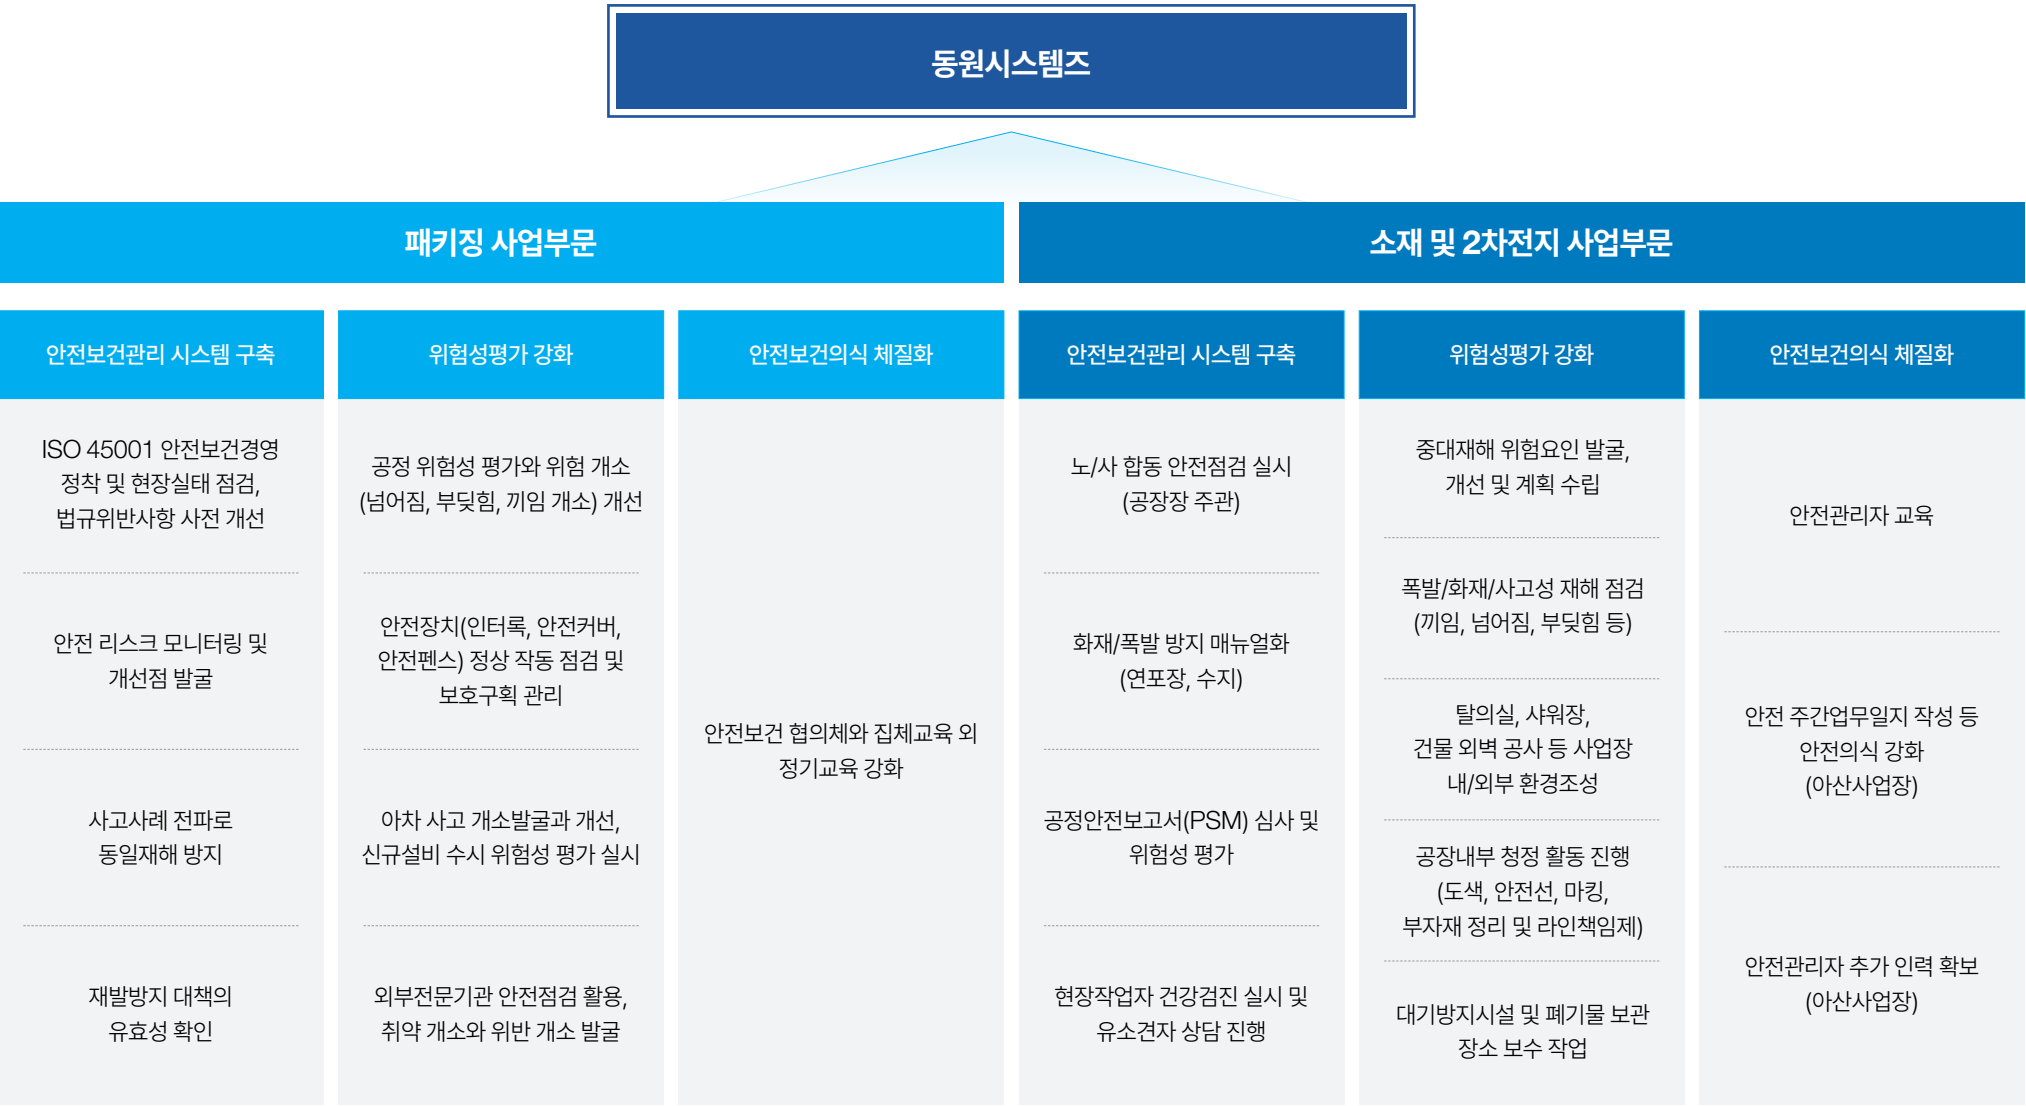 동원시스템즈
패키징 사업부문
안전보건관리 시스템 구축
ISO 45001 안전보건경영
정착 및 현장실태 점검,
법규위반사항 사전 개선
안전 리스크 모니터링 및
개선점 발굴
사고사례 전파로
동일재해 방지
재발방지 대책의
유효성 확인
위험성평가 강화
공정 위험성 평가와 위험 개소
(넘어짐, 부딪힘, 끼임 개소) 개선
안전장치(인터록, 안전커버,
안전펜스) 정상 작동 점검 및
보호구획 관리
아차 사고 개소발굴과 개선,
신규설비 수시 위험성 평가 실시
외부전문기관 안전점검 활용,
취약 개소와 위반 개소 발굴
안전보건의식 체질화
안전보건 협의체와 집체교육 외
정기교육 강화
소재 및 2차전지 사업부문
안전보건관리 시스템 구축
노/사 합동 안전점검 실시
(공장장 주관)
화재/폭발 방지 매뉴얼화
(연포장, 수지)
공정안전보고서(PSM) 심사 및
위험성 평가
현장작업자 건강검진 실시 및
유소견자 상담 진행
위험성평가 강화
중대재해 위험요인 발굴,
개선 및 계획 수립
폭발/화재/사고성 재해 점검
(끼임, 넘어짐, 부딪힘 등)
탈의실, 샤워장,
건물 외벽 공사 등 사업장
내/외부 환경조성
공장내부 청정 활동 진행
(도색, 안전선, 마킹,
부자재 정리 및 라인책임제)
대기방지시설 및 폐기물 보관
장소 보수 작업
안전보건의식 체질화
안전관리자 교육
안전 주간업무일지 작성 등
안전의식 강화
(아산사업장)
안전관리자 추가 인력 확보
(아산사업장)